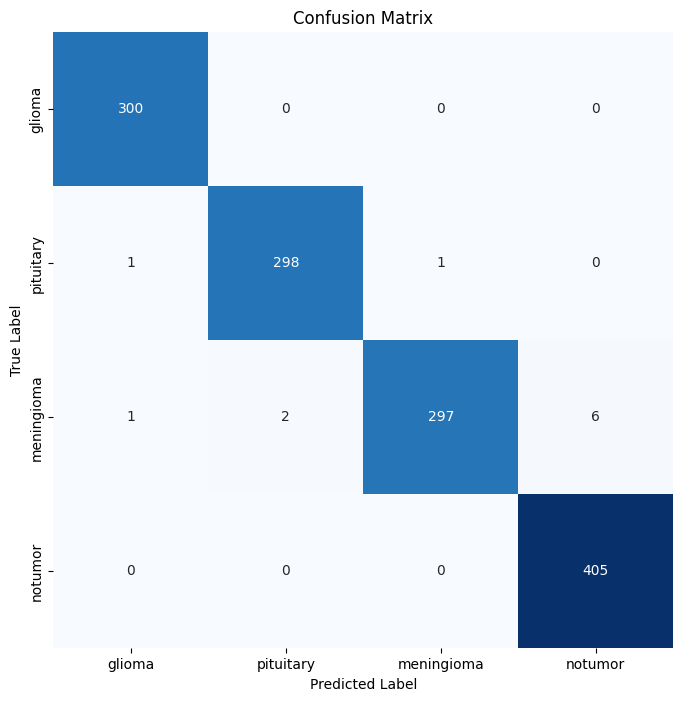 Confusion Matrix
glioma 300 0 0 0
pituitary 1 298 1 0
meningioma 1 2 297 6
notumor 0 0 0 405
True Label
glioma pituitary meningioma notumor
Predicted Label